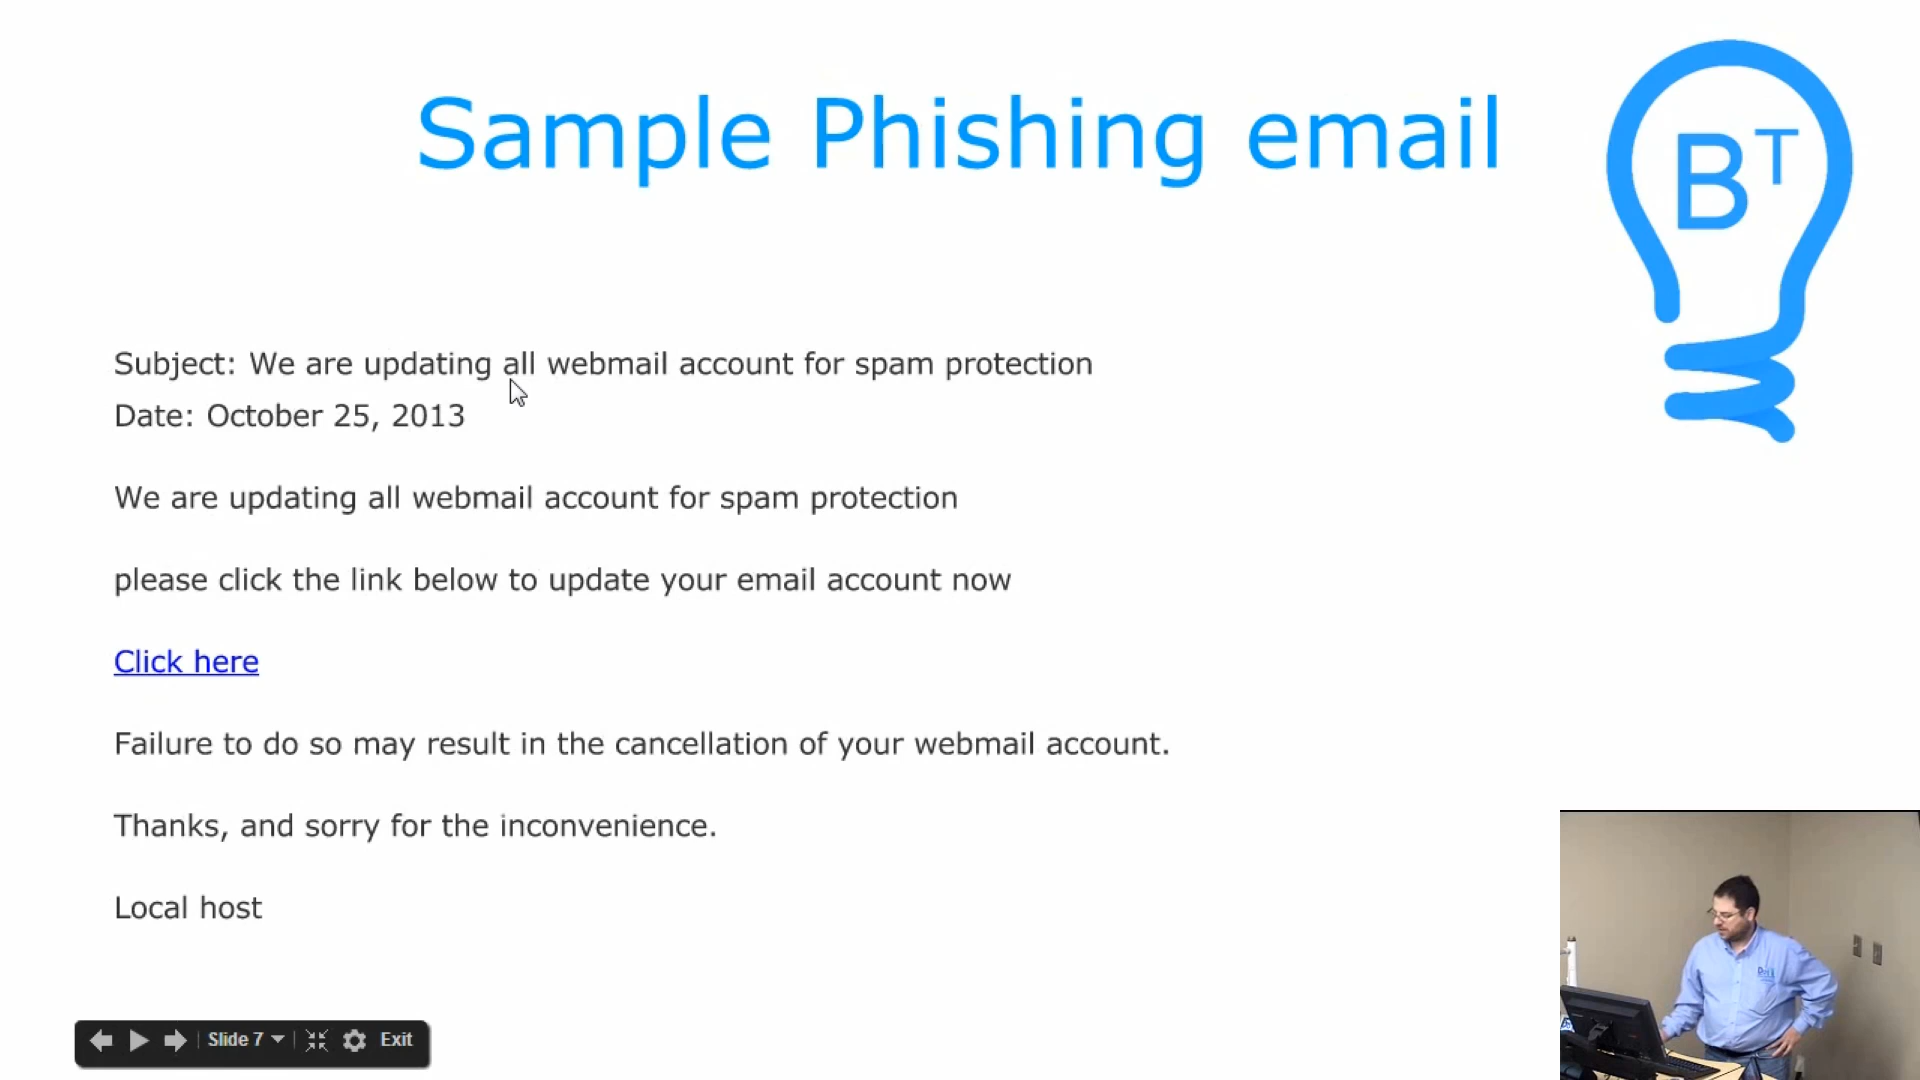 Sample Phishing email
BT
Subject: We are updating all webmail account for spam protection
Date: October 25, 2013
We are updating all webmail account for spam protection
please click the link below to update your email account now
Click here
Failure to do so may result in the cancellation of your webmail account.
Thanks, and sorry for the inconvenience.
Local host
Slide 7
Exit